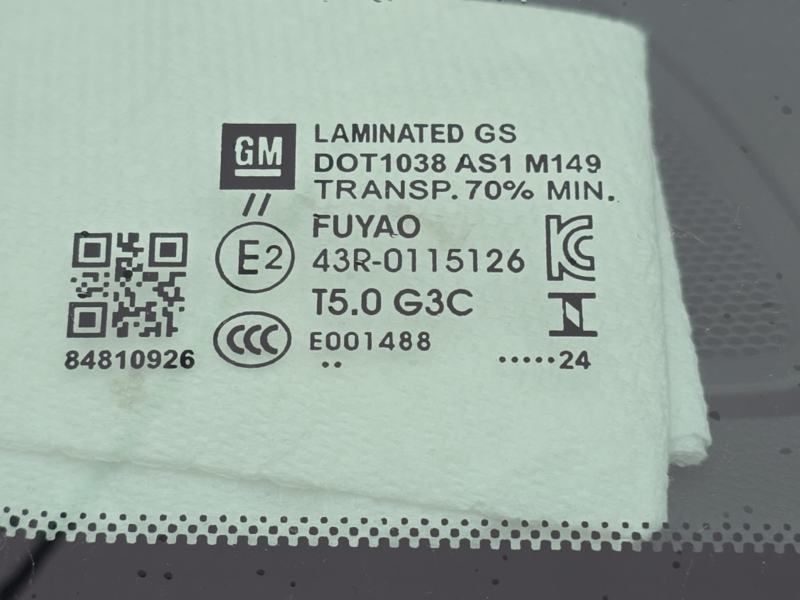 GM
LAMINATED GS
DOT1038 AS1 M149
TRANSP. 70% MIN.
//
FUYAO
E2
43R-0115126
T5.0 G3C
CCC
E001488
KC
84810926
·· ·····24